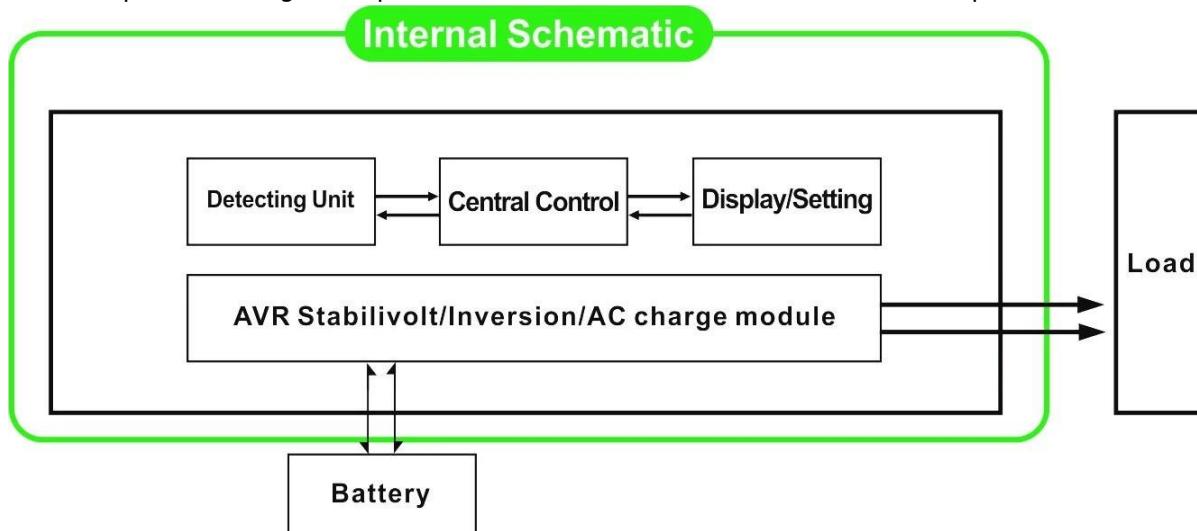 Internal Schematic
Detecting Unit
Central Control
Display/Setting
Load
AVR Stabilivolt/Inversion/AC charge module
Battery